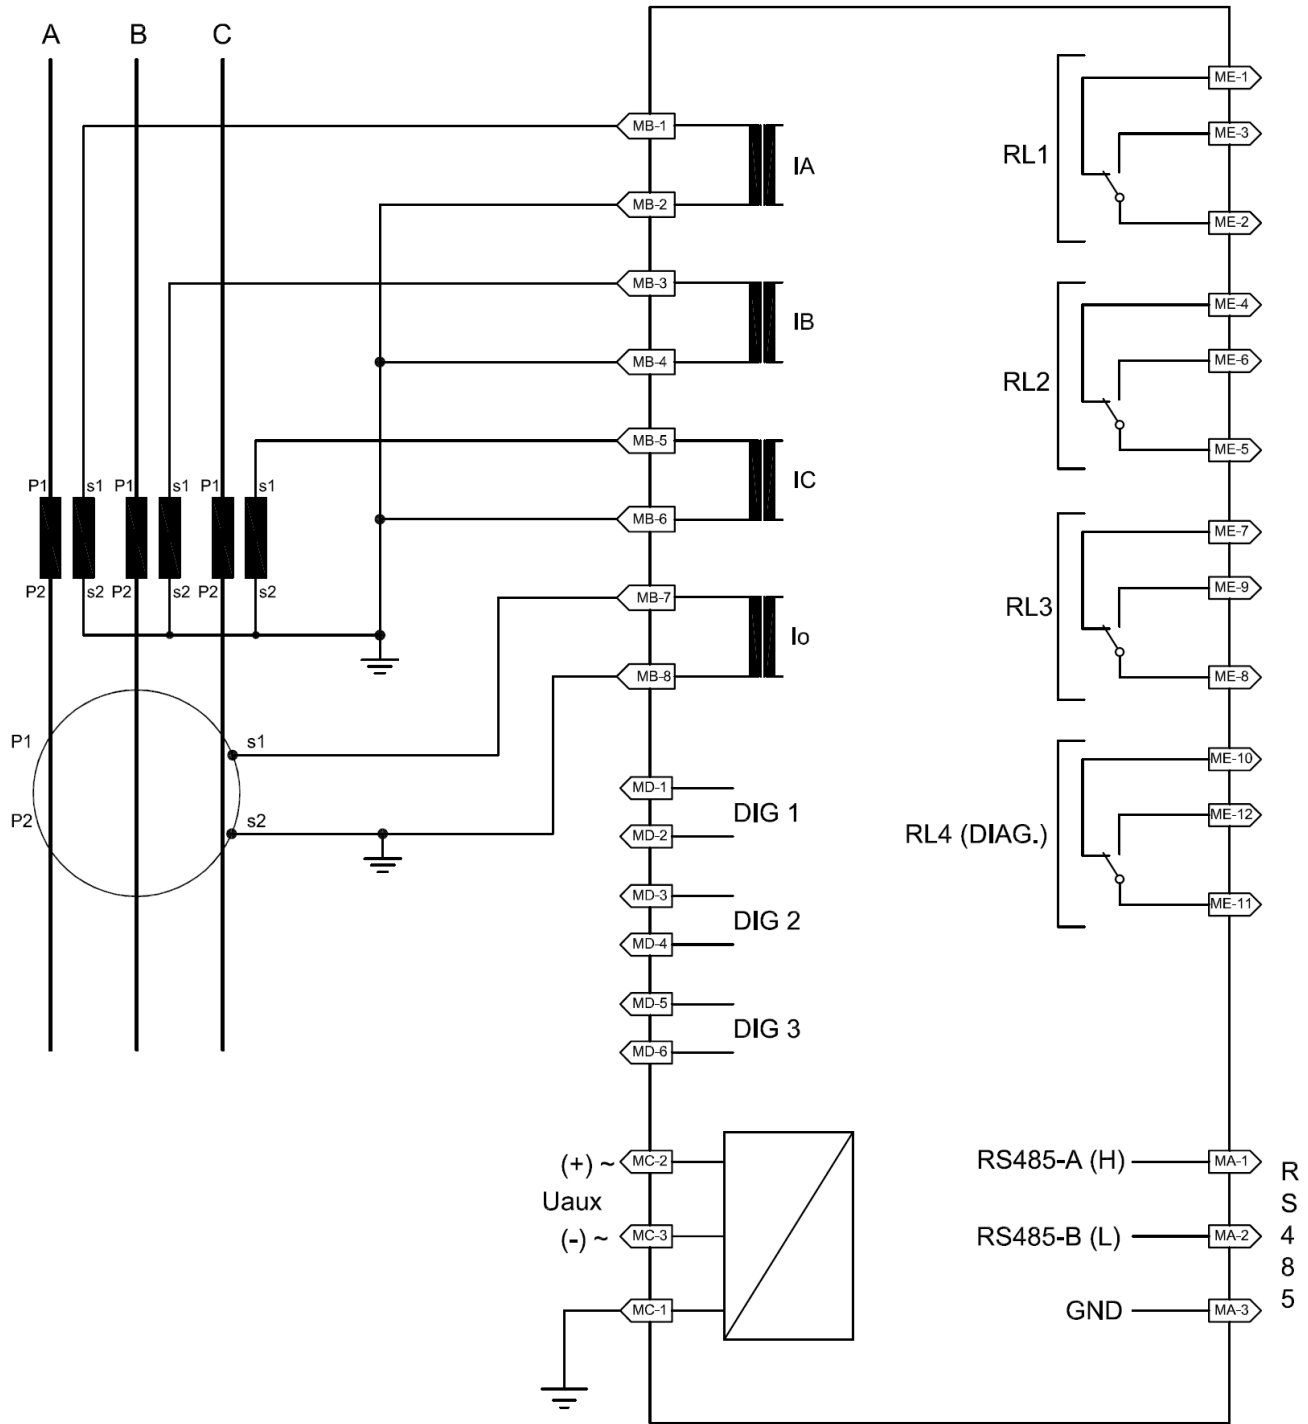 A B C
MB-1
IA
MB-2
MB-3
IB
MB-4
MB-5
IC
MB-6
P1 s1 P1 s1 P1 s1
P2 s2 P2 s2 P2 s2
MB-7
Io
MB-8
P1 s1
P2 s2
MD-1
DIG 1
MD-2
MD-3
DIG 2
MD-4
MD-5
DIG 3
MD-6
(+) ~ MC-2
Uaux
(-) ~ MC-3
MC-1
ME-1
RL1
ME-3
ME-2
ME-4
RL2
ME-6
ME-5
ME-7
RL3
ME-9
ME-8
ME-10
RL4 (DIAG.)
ME-12
ME-11
RS485-A (H) MA-1
RS485-B (L) MA-2
GND MA-3
RS485